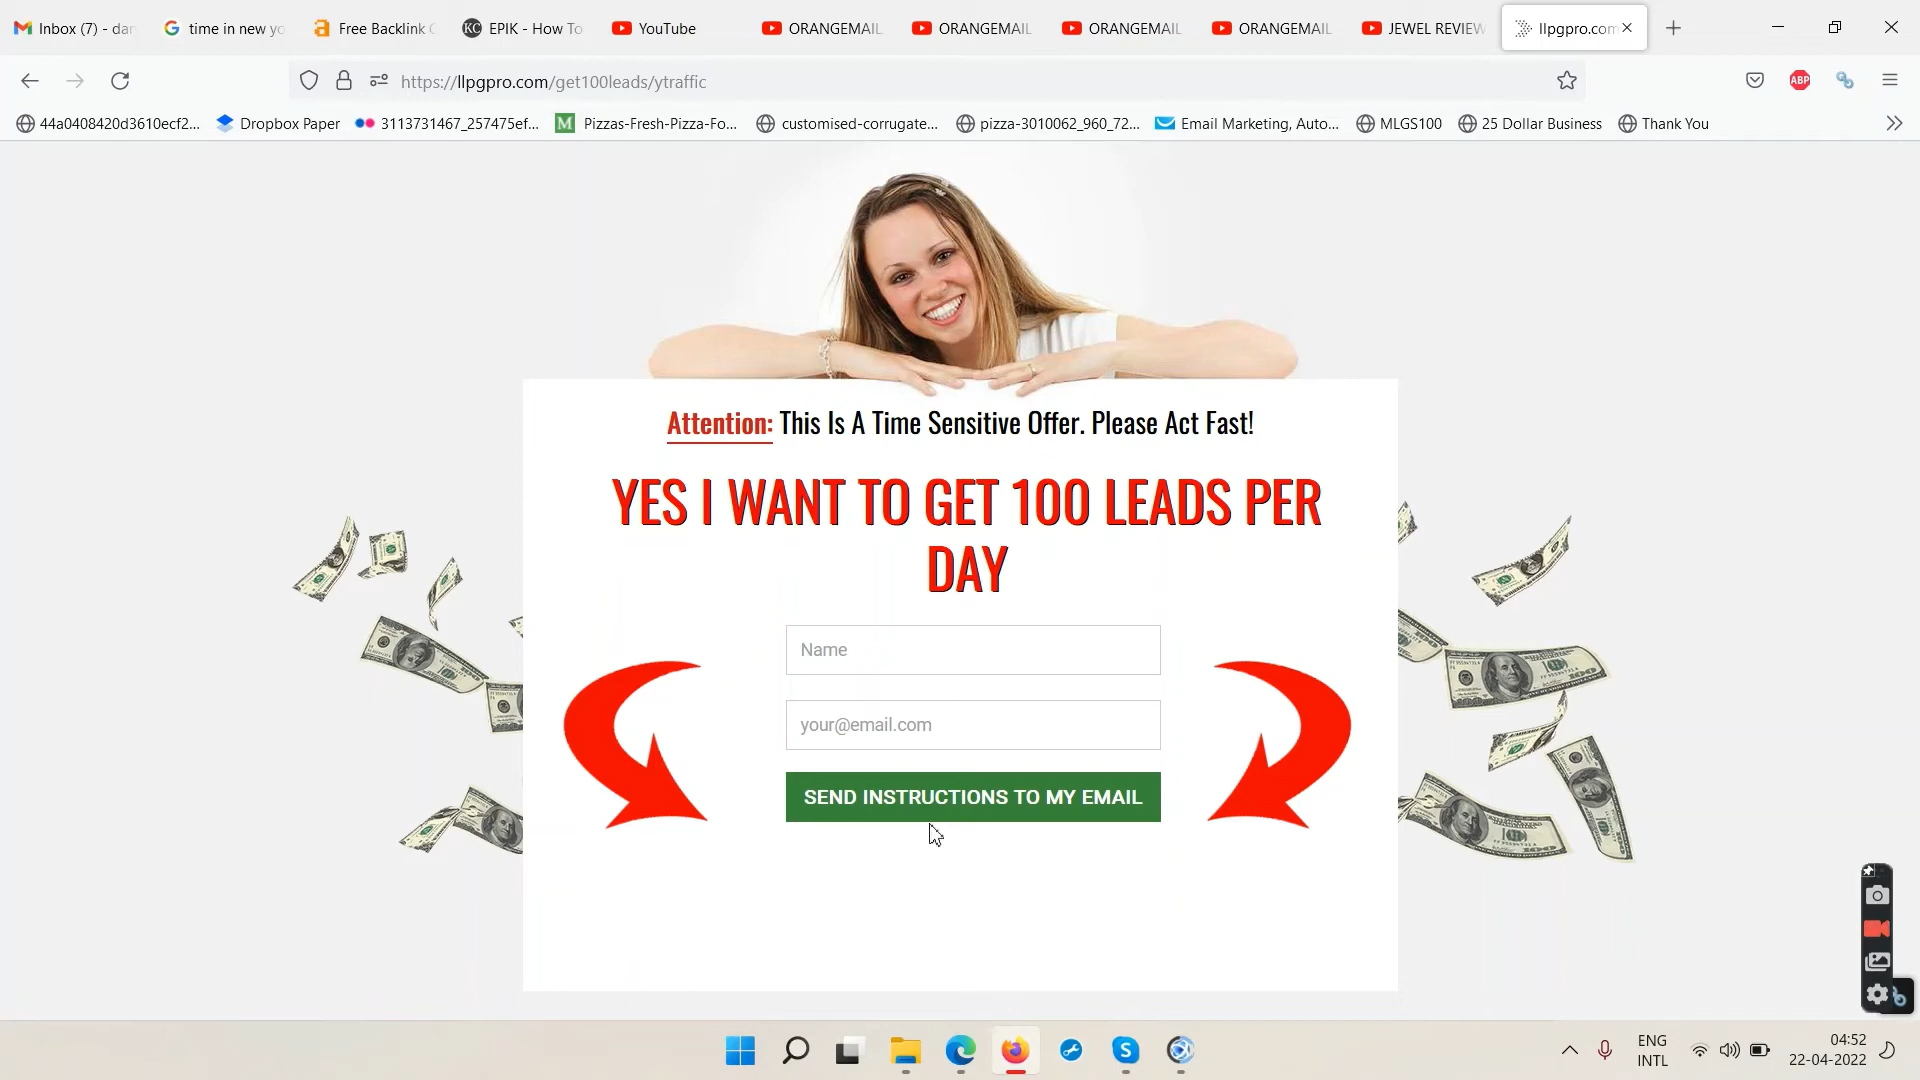 Inbox (7) - dan
time in new yo
Free Backlink C
KC
EPIK - How To
YouTube
ORANGEMAIL
ORANGEMAIL
ORANGEMAIL
ORANGEMAIL
JEWEL REVIEW
llpgpro.com
https://llpgpro.com/get100leads/ytraffic
ABP
44a0408420d3610ecf2...
Dropbox Paper
3113731467_257475ef...
M
Pizzas-Fresh-Pizza-Fo...
customised-corrugate...
pizza-3010062_960_72...
Email Marketing, Auto...
MLGS100
25 Dollar Business
Thank You
Attention: This Is A Time Sensitive Offer. Please Act Fast!
YES I WANT TO GET 100 LEADS PER
DAY
Name
your@email.com
SEND INSTRUCTIONS TO MY EMAIL
ENG
INTL
04:52
22-04-2022